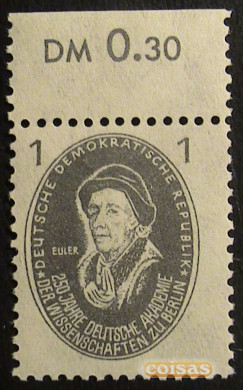 DM 0.30
1 1
★ DEUTSCHE DEMOKRATISCHE REPUBLIK ★
EULER
250 JAHRE DEUTSCHE AKADEMIE
DER WISSENSCHAFTEN ZU BERLIN
coisas